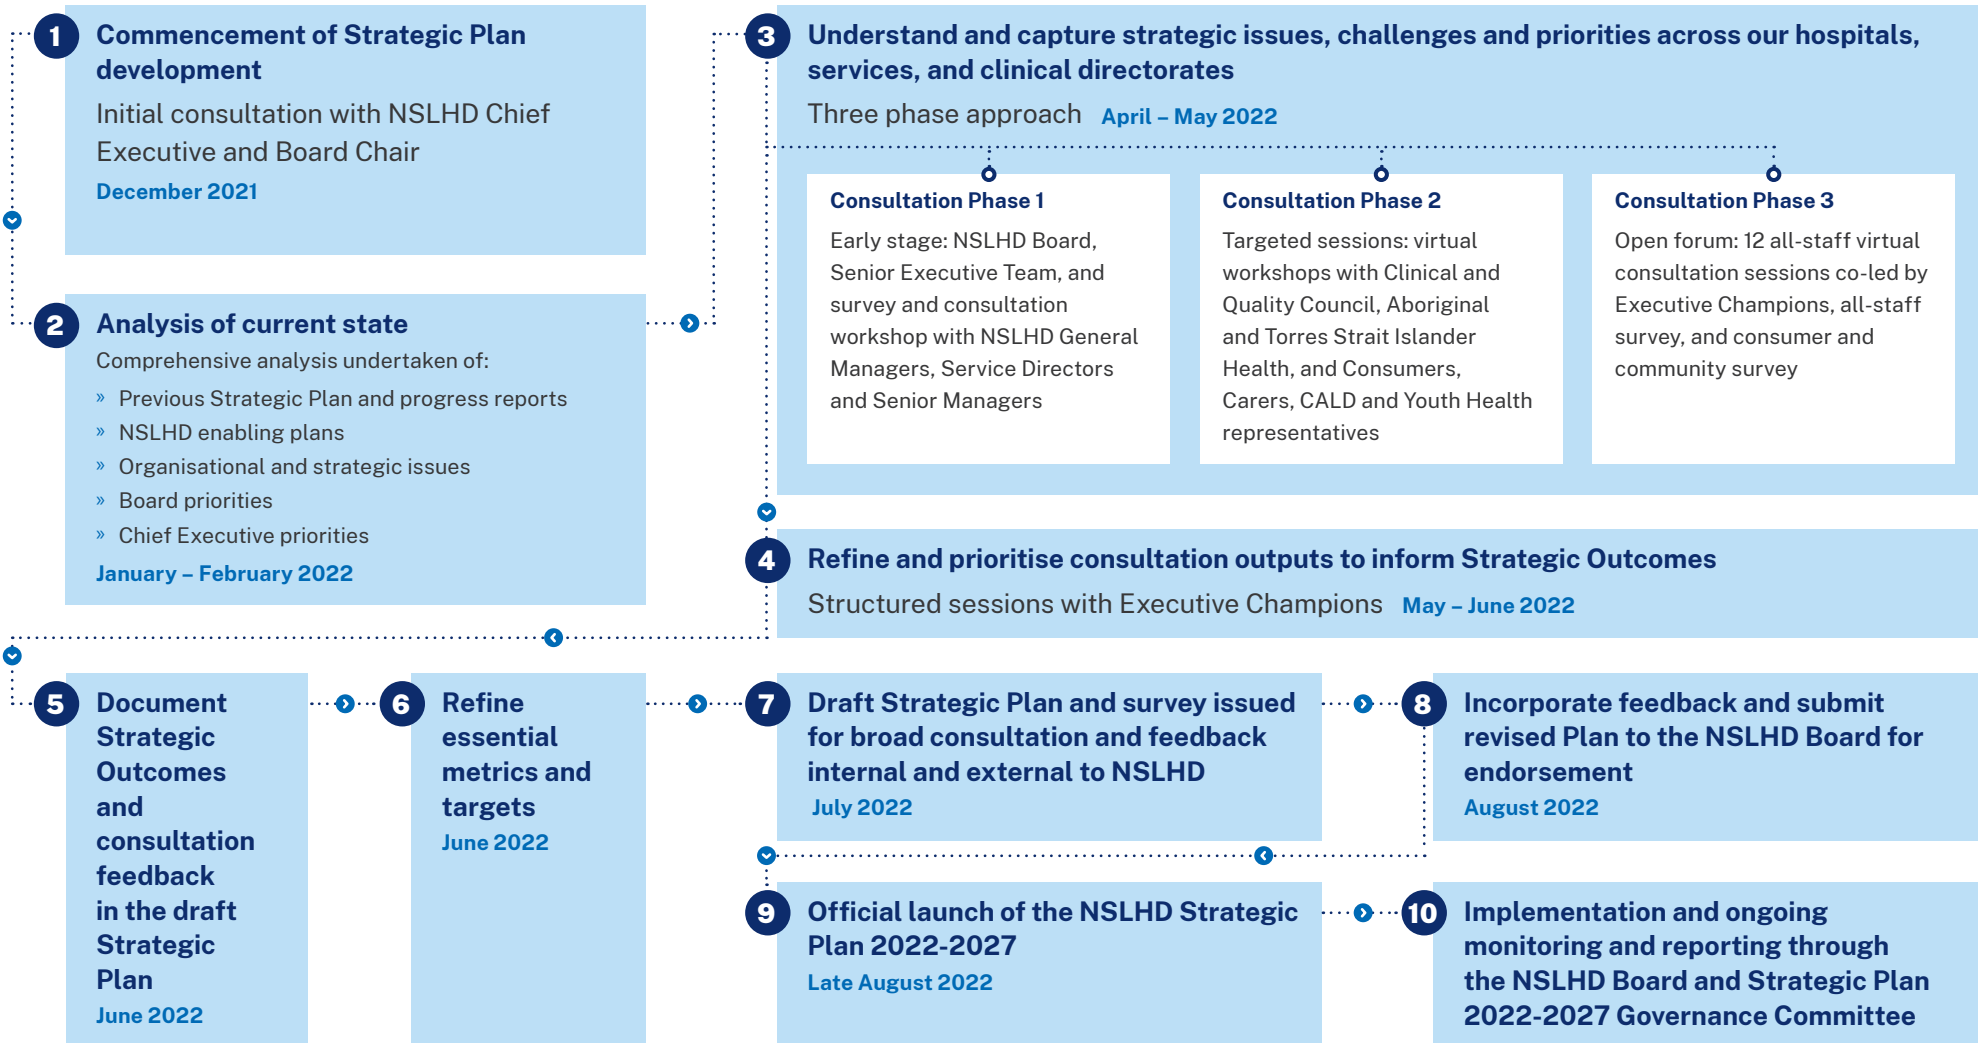 1
Commencement of Strategic Plan
development
Initial consultation with NSLHD Chief
Executive and Board Chair
December 2021
2
Analysis of current state
Comprehensive analysis undertaken of:
» Previous Strategic Plan and progress reports
» NSLHD enabling plans
» Organisational and strategic issues
» Board priorities
» Chief Executive priorities
January – February 2022
3
Understand and capture strategic issues, challenges and priorities across our hospitals,
services, and clinical directorates
Three phase approach April – May 2022
Consultation Phase 1
Early stage: NSLHD Board,
Senior Executive Team, and
survey and consultation
workshop with NSLHD General
Managers, Service Directors
and Senior Managers
Consultation Phase 2
Targeted sessions: virtual
workshops with Clinical and
Quality Council, Aboriginal
and Torres Strait Islander
Health, and Consumers,
Carers, CALD and Youth Health
representatives
Consultation Phase 3
Open forum: 12 all-staff virtual
consultation sessions co-led by
Executive Champions, all-staff
survey, and consumer and
community survey
4
Refine and prioritise consultation outputs to inform Strategic Outcomes
Structured sessions with Executive Champions May – June 2022
5
Document
Strategic
Outcomes
and
consultation
feedback
in the draft
Strategic
Plan
June 2022
6
Refine
essential
metrics and
targets
June 2022
7
Draft Strategic Plan and survey issued
for broad consultation and feedback
internal and external to NSLHD
July 2022
8
Incorporate feedback and submit
revised Plan to the NSLHD Board for
endorsement
August 2022
9
Official launch of the NSLHD Strategic
Plan 2022-2027
Late August 2022
10
Implementation and ongoing
monitoring and reporting through
the NSLHD Board and Strategic Plan
2022-2027 Governance Committee